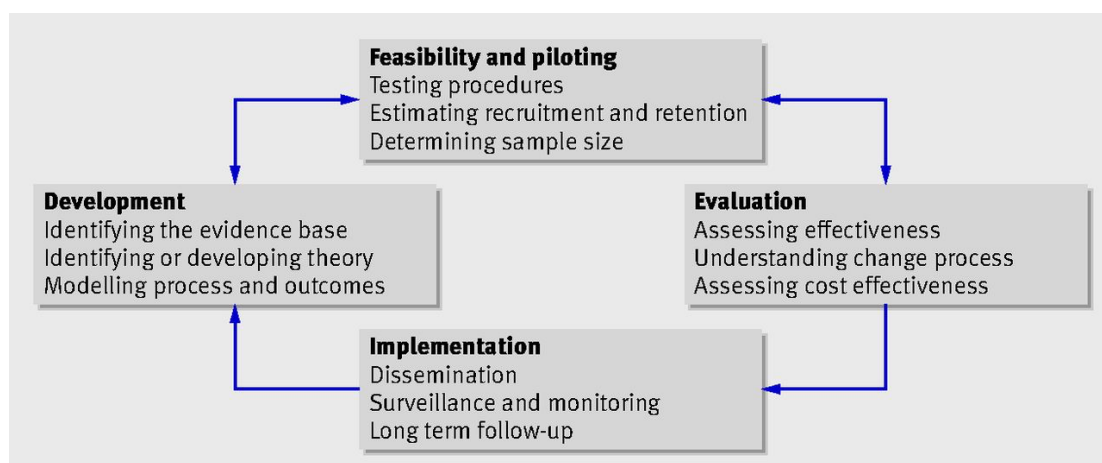 Feasibility and piloting
Testing procedures
Estimating recruitment and retention
Determining sample size
Development
Identifying the evidence base
Identifying or developing theory
Modelling process and outcomes
Evaluation
Assessing effectiveness
Understanding change process
Assessing cost effectiveness
Implementation
Dissemination
Surveillance and monitoring
Long term follow-up